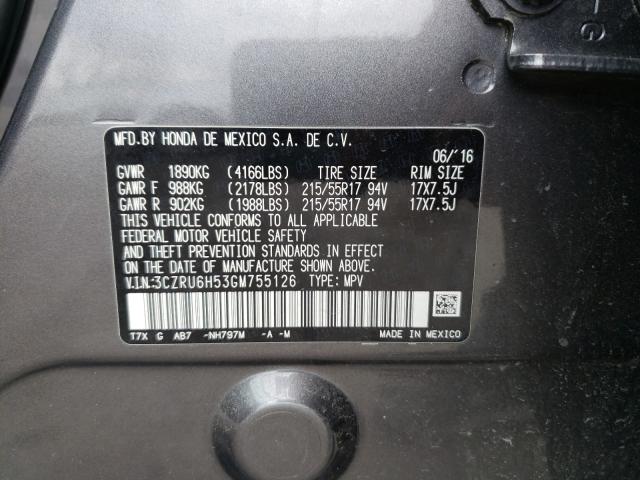 G
MFD.BY HONDA DE MEXICO S.A. DE C.V.
06/'16
GVWR 1890KG (4166LBS) TIRE SIZE RIM SIZE
GAWR F 988KG (2178LBS) 215/55R17 94V 17X7.5J
GAWR R 902KG (1988LBS) 215/55R17 94V 17X7.5J
THIS VEHICLE CONFORMS TO ALL APPLICABLE
FEDERAL MOTOR VEHICLE SAFETY
AND THEFT PREVENTION STANDARDS IN EFFECT
ON THE DATE OF MANUFACTURE SHOWN ABOVE.
V.I.N:3CZRU6H53GM755126 TYPE: MPV
T7X G AB7 -NH797M -A -M MADE IN MEXICO